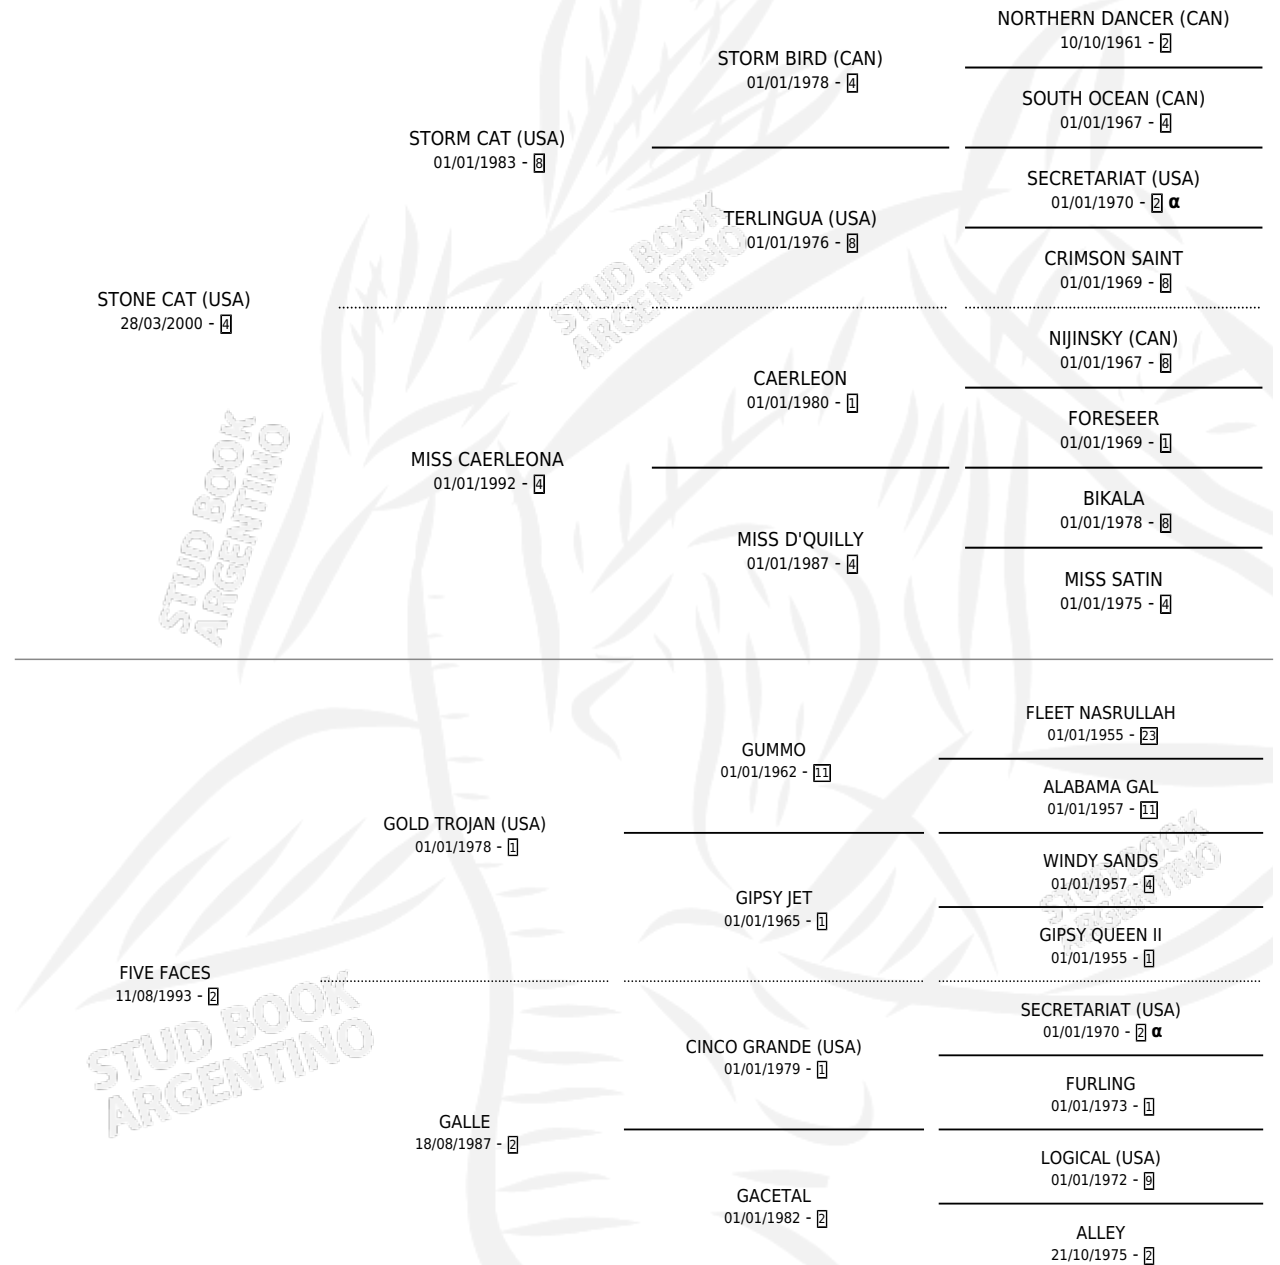 NORTHERN DANCER (CAN)
10/10/1961 - 2
STORM BIRD (CAN)
01/01/1978 - 4
SOUTH OCEAN (CAN)
01/01/1967 - 4
STORM CAT (USA)
01/01/1983 - 8
SECRETARIAT (USA)
01/01/1970 - 2 α
TERLINGUA (USA)
01/01/1976 - 8
CRIMSON SAINT
01/01/1969 - 8
STONE CAT (USA)
28/03/2000 - 4
NIJINSKY (CAN)
01/01/1967 - 8
CAERLEON
01/01/1980 - 1
FORESEER
01/01/1969 - 1
MISS CAERLEONA
01/01/1992 - 4
BIKALA
01/01/1978 - 8
MISS D'QUILLY
01/01/1987 - 4
MISS SATIN
01/01/1975 - 4
FLEET NASRULLAH
01/01/1955 - 23
GUMMO
01/01/1962 - 11
ALABAMA GAL
01/01/1957 - 11
GOLD TROJAN (USA)
01/01/1978 - 1
WINDY SANDS
01/01/1957 - 4
GIPSY JET
01/01/1965 - 1
GIPSY QUEEN II
01/01/1955 - 1
FIVE FACES
11/08/1993 - 2
SECRETARIAT (USA)
01/01/1970 - 2 α
CINCO GRANDE (USA)
01/01/1979 - 1
FURLING
01/01/1973 - 1
GALLE
18/08/1987 - 2
LOGICAL (USA)
01/01/1972 - 9
GACETAL
01/01/1982 - 2
ALLEY
21/10/1975 - 2
STUD BOOK
ARGENTINO
STUD BOOK
ARGENTINO
STUD BOOK
ARGENTINO
STUD BOOK
ARGENTINO